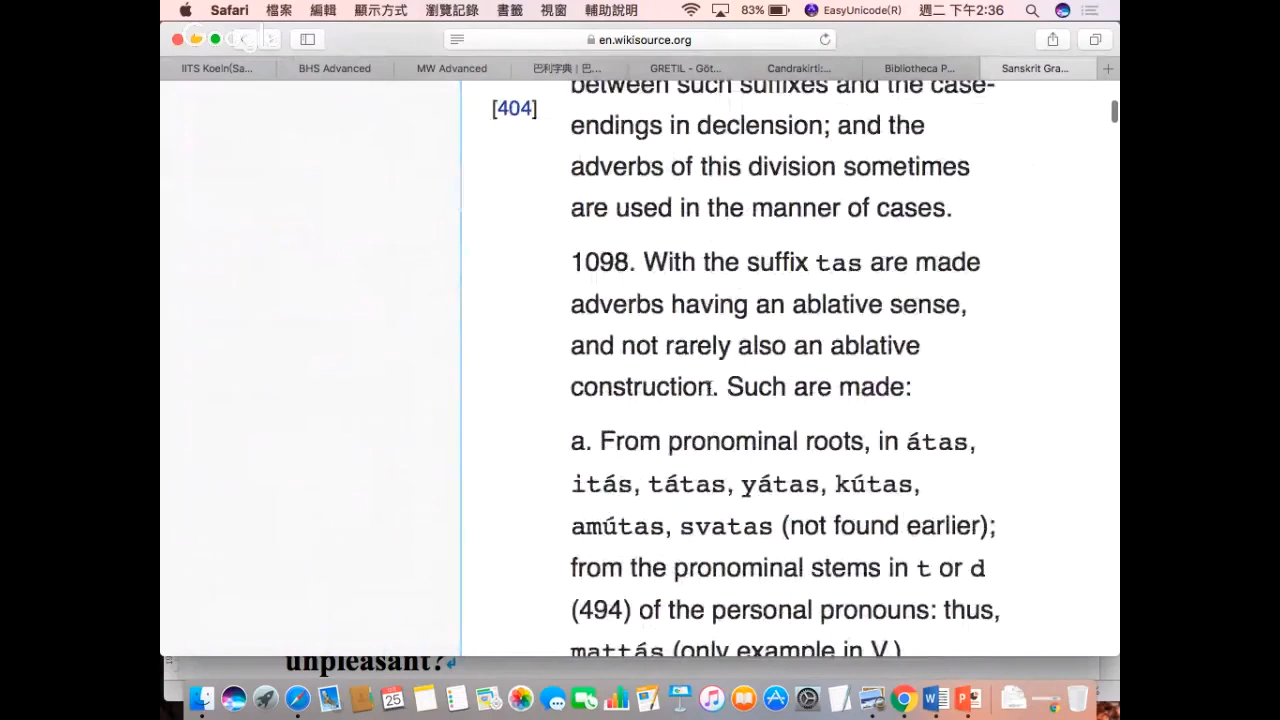 Safari 檔案 編輯 顯示方式 瀏覽記錄 書籤 視窗 輔助說明 83% EasyUnicode(R) 週二 下午2:36
en.wikisource.org
IITS Koeln(Sa... BHS Advanced MW Advanced 巴利字典 | 巴... GRETIL - Göt... Candrakirti:... Bibliotheca P... Sanskrit Gra...
between such suffixes and the case-
[404]
endings in declension; and the
adverbs of this division sometimes
are used in the manner of cases.
1098. With the suffix tas are made
adverbs having an ablative sense,
and not rarely also an ablative
construction. Such are made:
a. From pronominal roots, in átas,
itás, tátas, yátas, kútas,
amútas, svatas (not found earlier);
from the pronominal stems in t or d
(494) of the personal pronouns: thus,
mattás (only example in V.)
unpleasant?
25